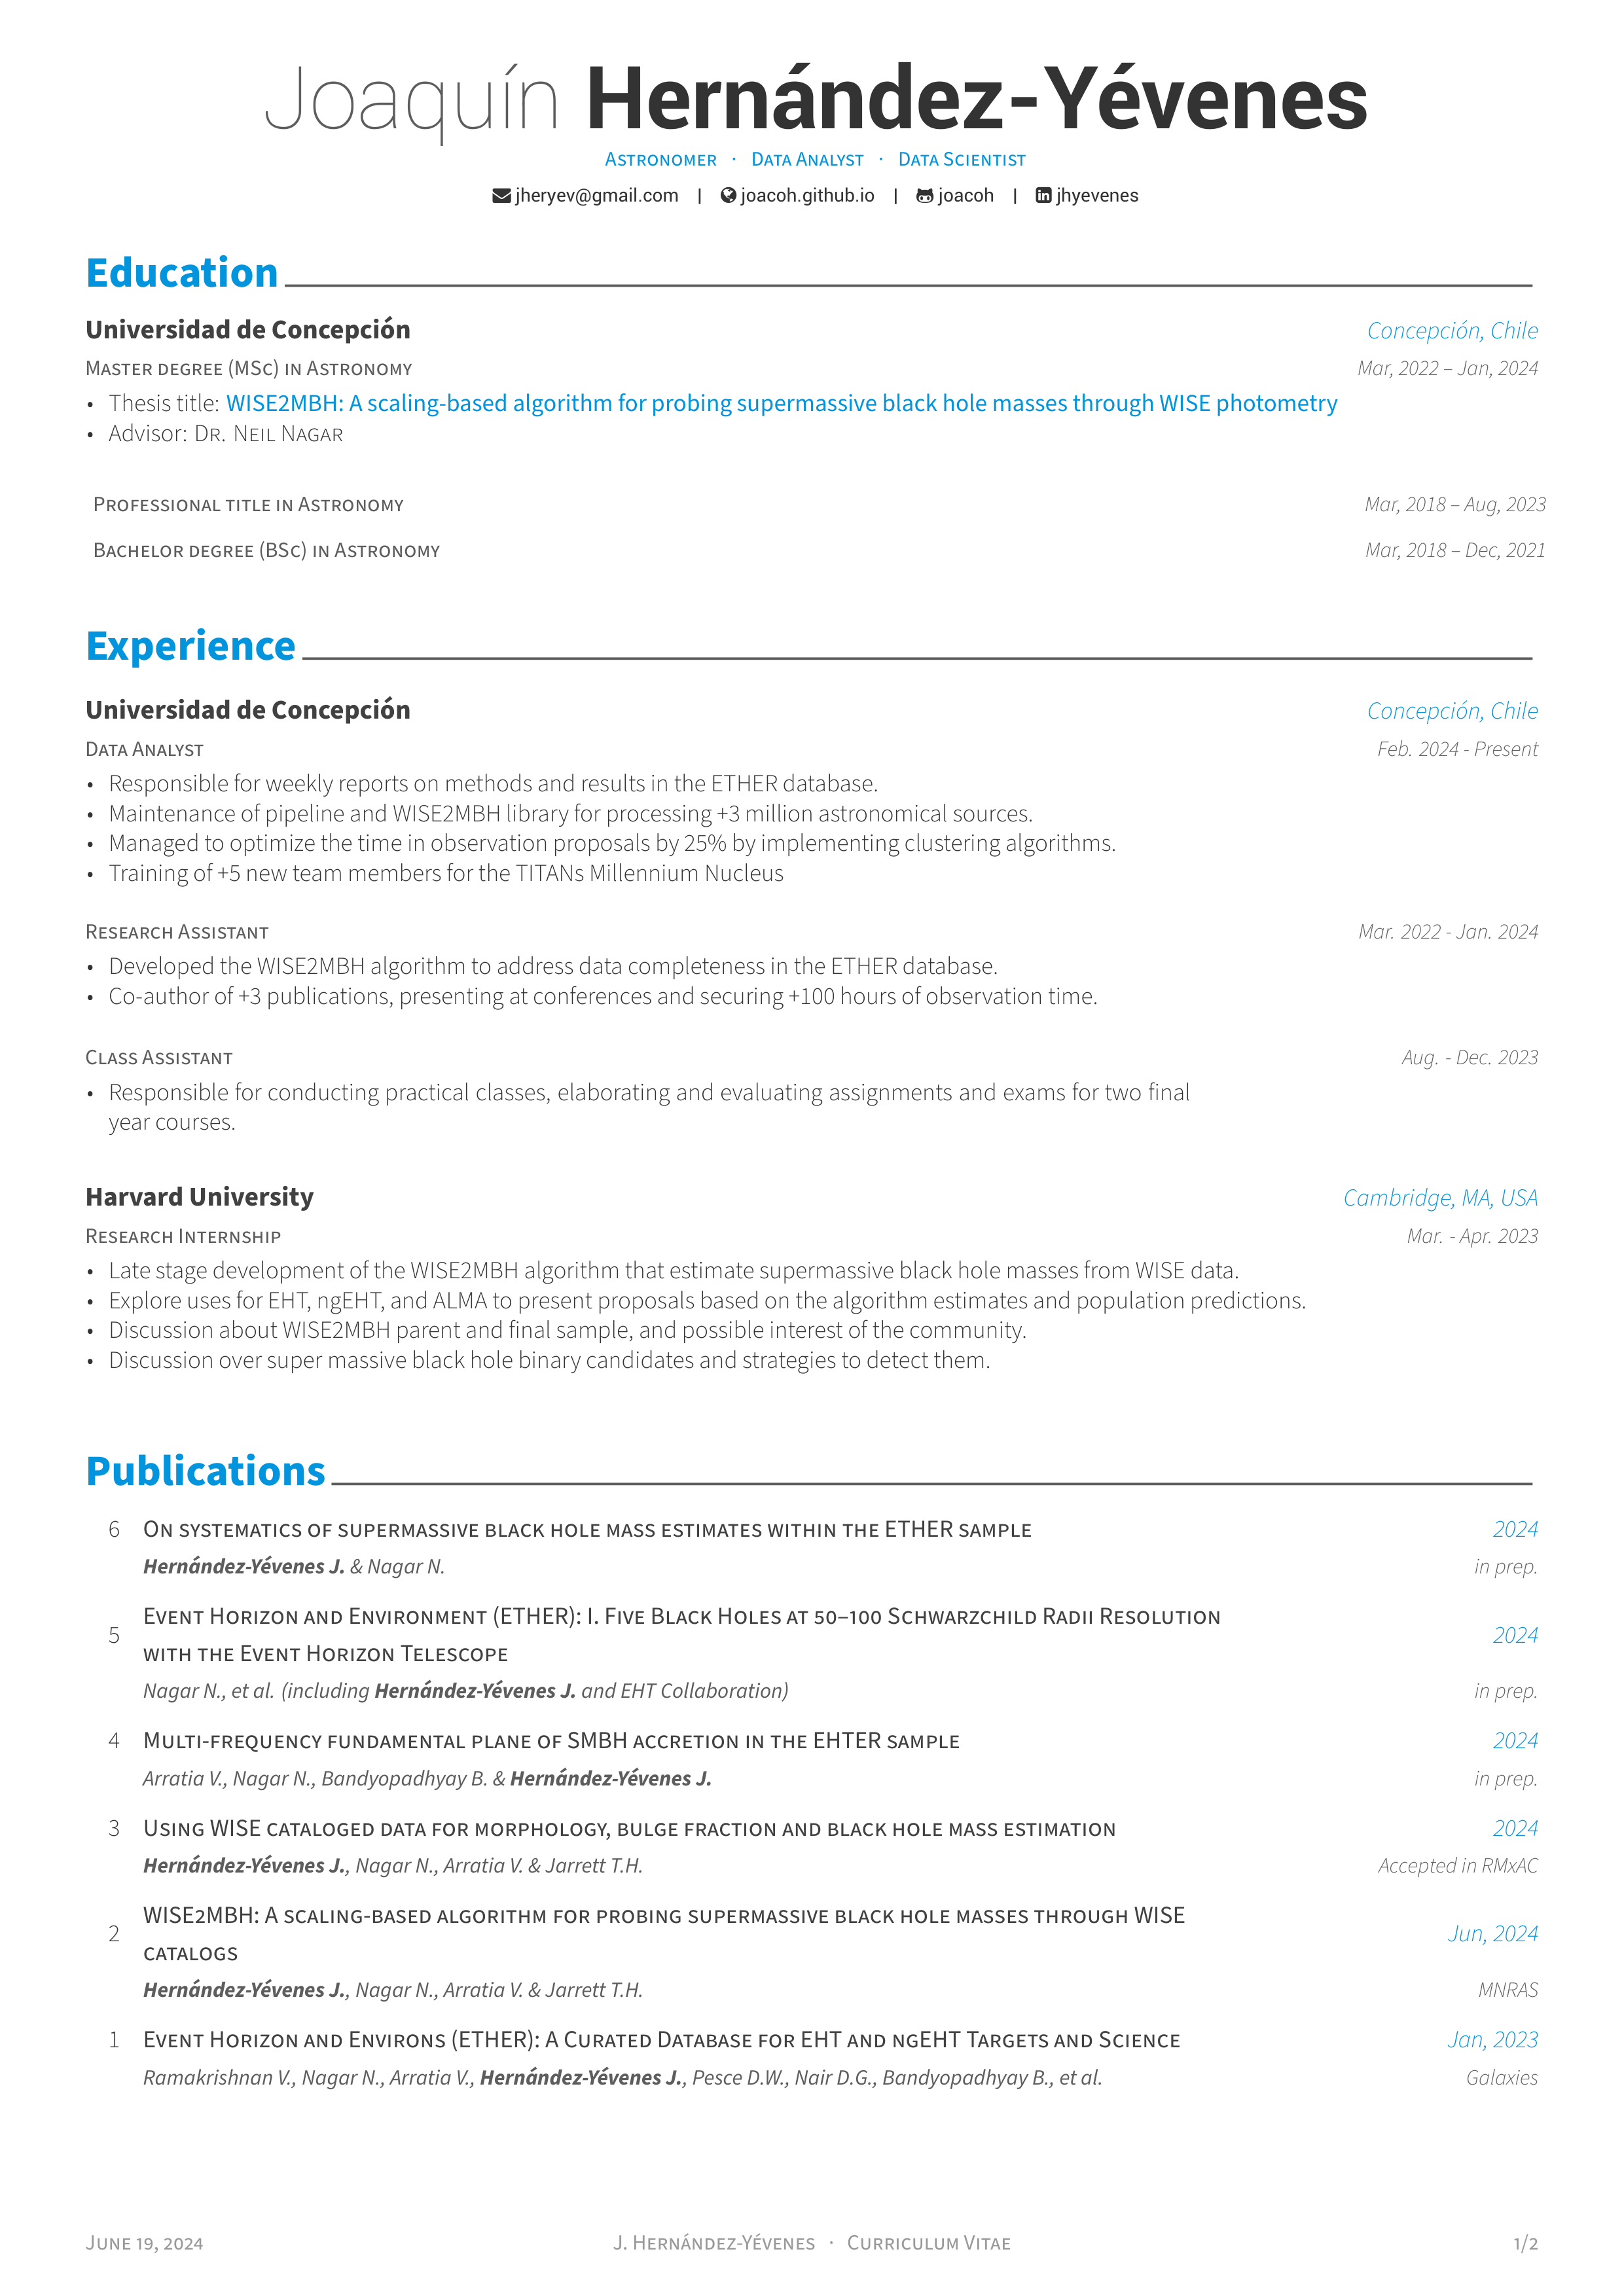 Joaquín Hernández-Yévenes
Astronomer · Data Analyst · Data Scientist
jheryev@gmail.com | joacoh.github.io | joacoh | jhyevenes
Education
Universidad de Concepción Concepción, Chile
Master degree (MSc) in Astronomy Mar, 2022 – Jan, 2024
• Thesis title: WISE2MBH: A scaling-based algorithm for probing supermassive black hole masses through WISE photometry
• Advisor: Dr. Neil Nagar
Professional title in Astronomy Mar, 2018 – Aug, 2023
Bachelor degree (BSc) in Astronomy Mar, 2018 – Dec, 2021
Experience
Universidad de Concepción Concepción, Chile
Data Analyst Feb. 2024 - Present
• Responsible for weekly reports on methods and results in the ETHER database.
• Maintenance of pipeline and WISE2MBH library for processing +3 million astronomical sources.
• Managed to optimize the time in observation proposals by 25% by implementing clustering algorithms.
• Training of +5 new team members for the TITANs Millennium Nucleus
Research Assistant Mar. 2022 - Jan. 2024
• Developed the WISE2MBH algorithm to address data completeness in the ETHER database.
• Co-author of +3 publications, presenting at conferences and securing +100 hours of observation time.
Class Assistant Aug. - Dec. 2023
• Responsible for conducting practical classes, elaborating and evaluating assignments and exams for two final
year courses.
Harvard University Cambridge, MA, USA
Research Internship Mar. - Apr. 2023
• Late stage development of the WISE2MBH algorithm that estimate supermassive black hole masses from WISE data.
• Explore uses for EHT, ngEHT, and ALMA to present proposals based on the algorithm estimates and population predictions.
• Discussion about WISE2MBH parent and final sample, and possible interest of the community.
• Discussion over super massive black hole binary candidates and strategies to detect them.
Publications
6 On systematics of supermassive black hole mass estimates within the ETHER sample 2024
Hernández-Yévenes J. & Nagar N. in prep.
Event Horizon and Environment (ETHER): I. Five Black Holes at 50–100 Schwarzchild Radii Resolution
5 2024
with the Event Horizon Telescope
Nagar N., et al. (including Hernández-Yévenes J. and EHT Collaboration) in prep.
4 Multi-frequency fundamental plane of SMBH accretion in the EHTER sample 2024
Arratia V., Nagar N., Bandyopadhyay B. & Hernández-Yévenes J. in prep.
3 Using WISE cataloged data for morphology, bulge fraction and black hole mass estimation 2024
Hernández-Yévenes J., Nagar N., Arratia V. & Jarrett T.H. Accepted in RMxAC
WISE2MBH: A scaling-based algorithm for probing supermassive black hole masses through WISE
2 Jun, 2024
catalogs
Hernández-Yévenes J., Nagar N., Arratia V. & Jarrett T.H. MNRAS
1 Event Horizon and Environs (ETHER): A Curated Database for EHT and ngEHT Targets and Science Jan, 2023
Ramakrishnan V., Nagar N., Arratia V., Hernández-Yévenes J., Pesce D.W., Nair D.G., Bandyopadhyay B., et al. Galaxies
June 19, 2024 J. Hernández-Yévenes · Curriculum Vitae 1/2